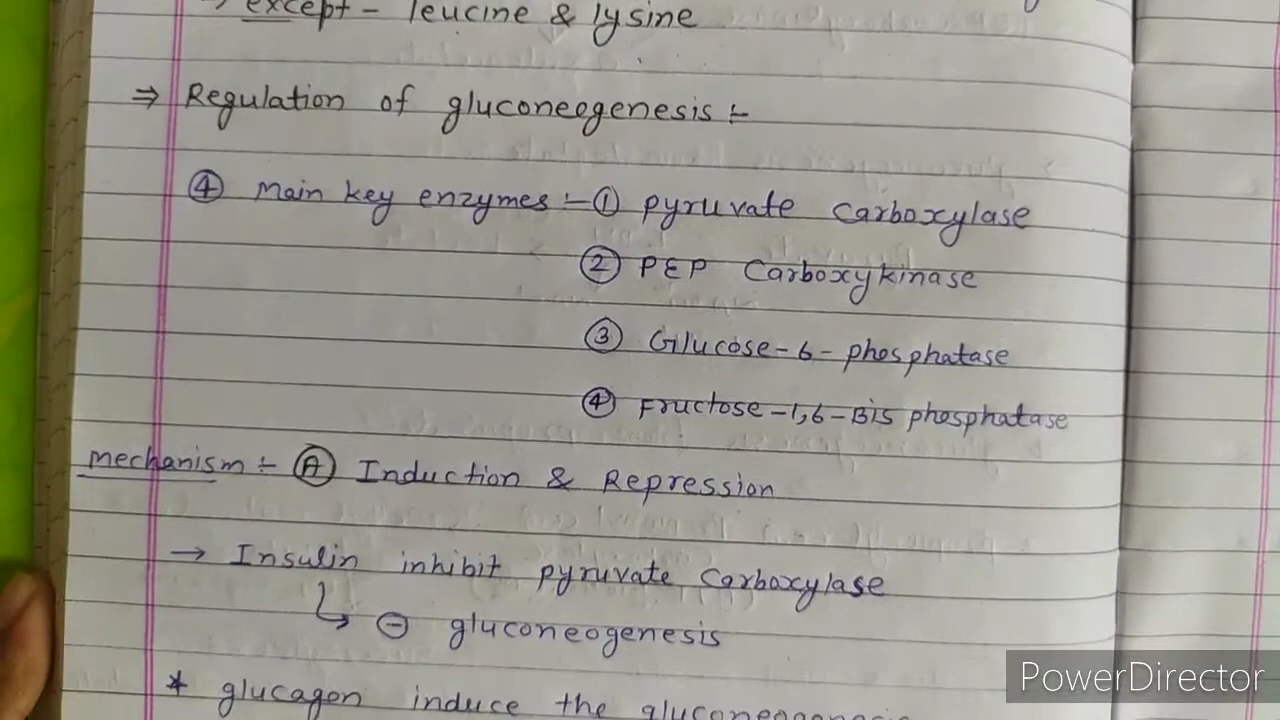 → except - leucine & lysine
⇒ Regulation of gluconeogenesis :-
④ Main key enzymes :- ① pyruvate carboxylase
② PEP Carboxykinase
③ Glucose-6-phosphatase
④ Fructose-1,6-Bis phosphatase
mechanism :- Ⓐ Induction & Repression
→ Insulin inhibit pyruvate carboxylase
↳ ⊖ gluconeogenesis
* glucagon induce the gluconeogenesis
PowerDirector